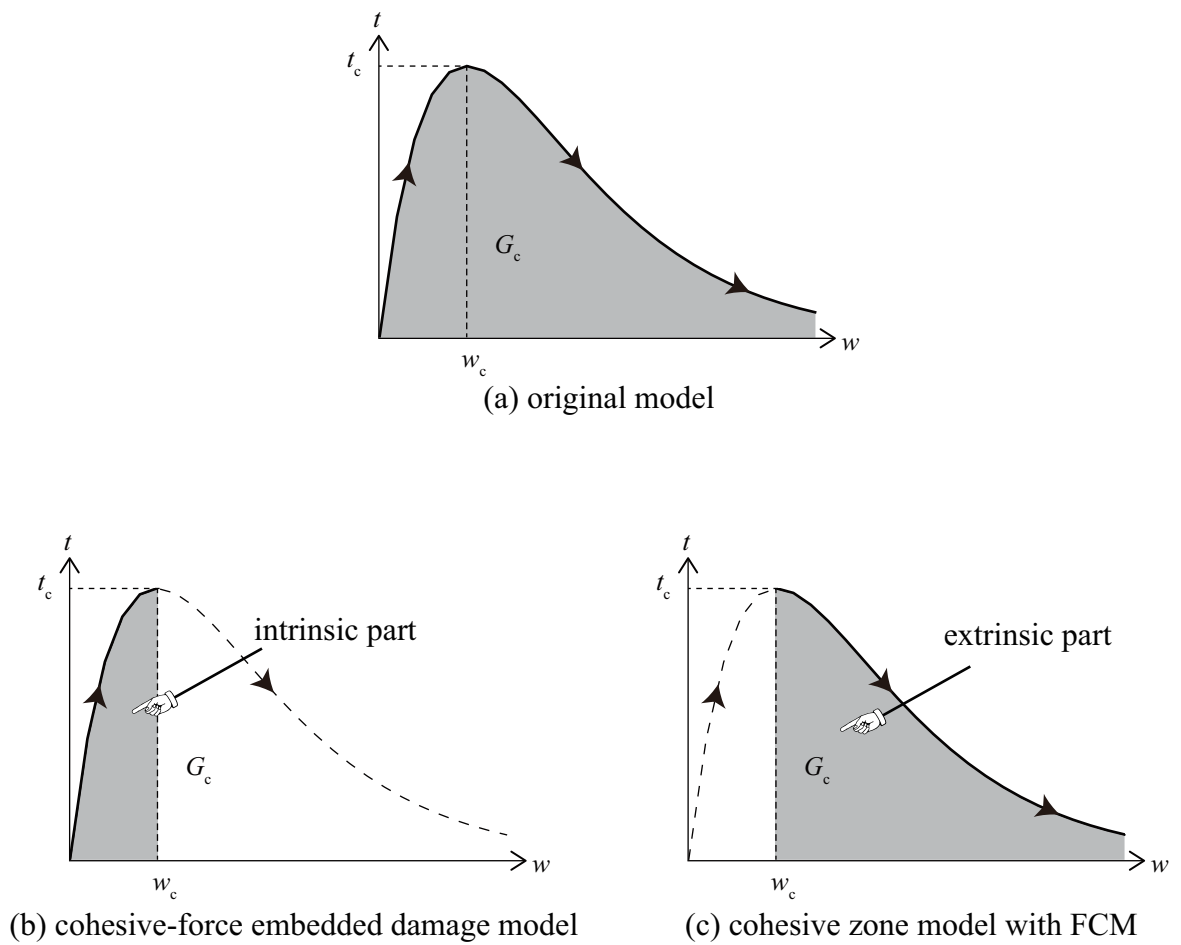 t
t_c
G_c
w
w_c
(a) original model
t
t_c
intrinsic part
G_c
w
w_c
(b) cohesive-force embedded damage model
t
t_c
extrinsic part
G_c
w
w_c
(c) cohesive zone model with FCM